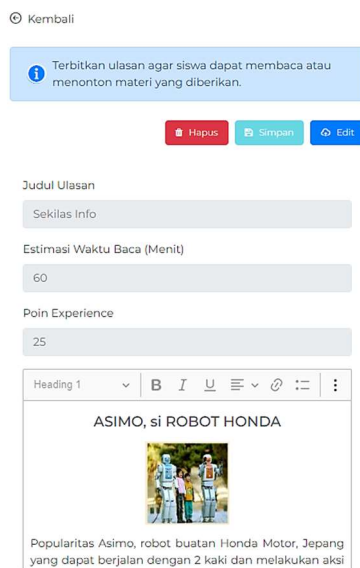 Kembali
Terbitkan ulasan agar siswa dapat membaca atau
menonton materi yang diberikan.
Hapus
Simpan
Edit
Judul Ulasan
Sekilas Info
Estimasi Waktu Baca (Menit)
60
Poin Experience
25
Heading 1
B I U
ASIMO, si ROBOT HONDA
Popularitas Asimo, robot buatan Honda Motor, Jepang
yang dapat berjalan dengan 2 kaki dan melakukan aksi